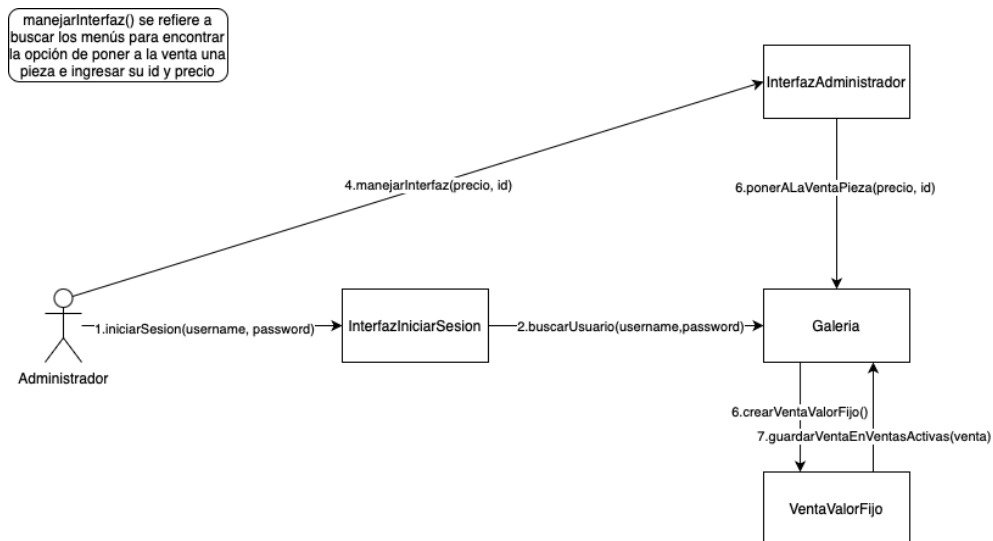 manejarInterfaz() se refiere a
buscar los menús para encontrar
la opción de poner a la venta una
pieza e ingresar su id y precio
InterfazAdministrador
4.manejarInterfaz(precio, id)
6.ponerALaVentaPieza(precio, id)
1.iniciarSesion(username, password)
InterfazIniciarSesion
2.buscarUsuario(username,password)
Galeria
Administrador
6.crearVentaValorFijo()
7.guardarVentaEnVentasActivas(venta)
VentaValorFijo